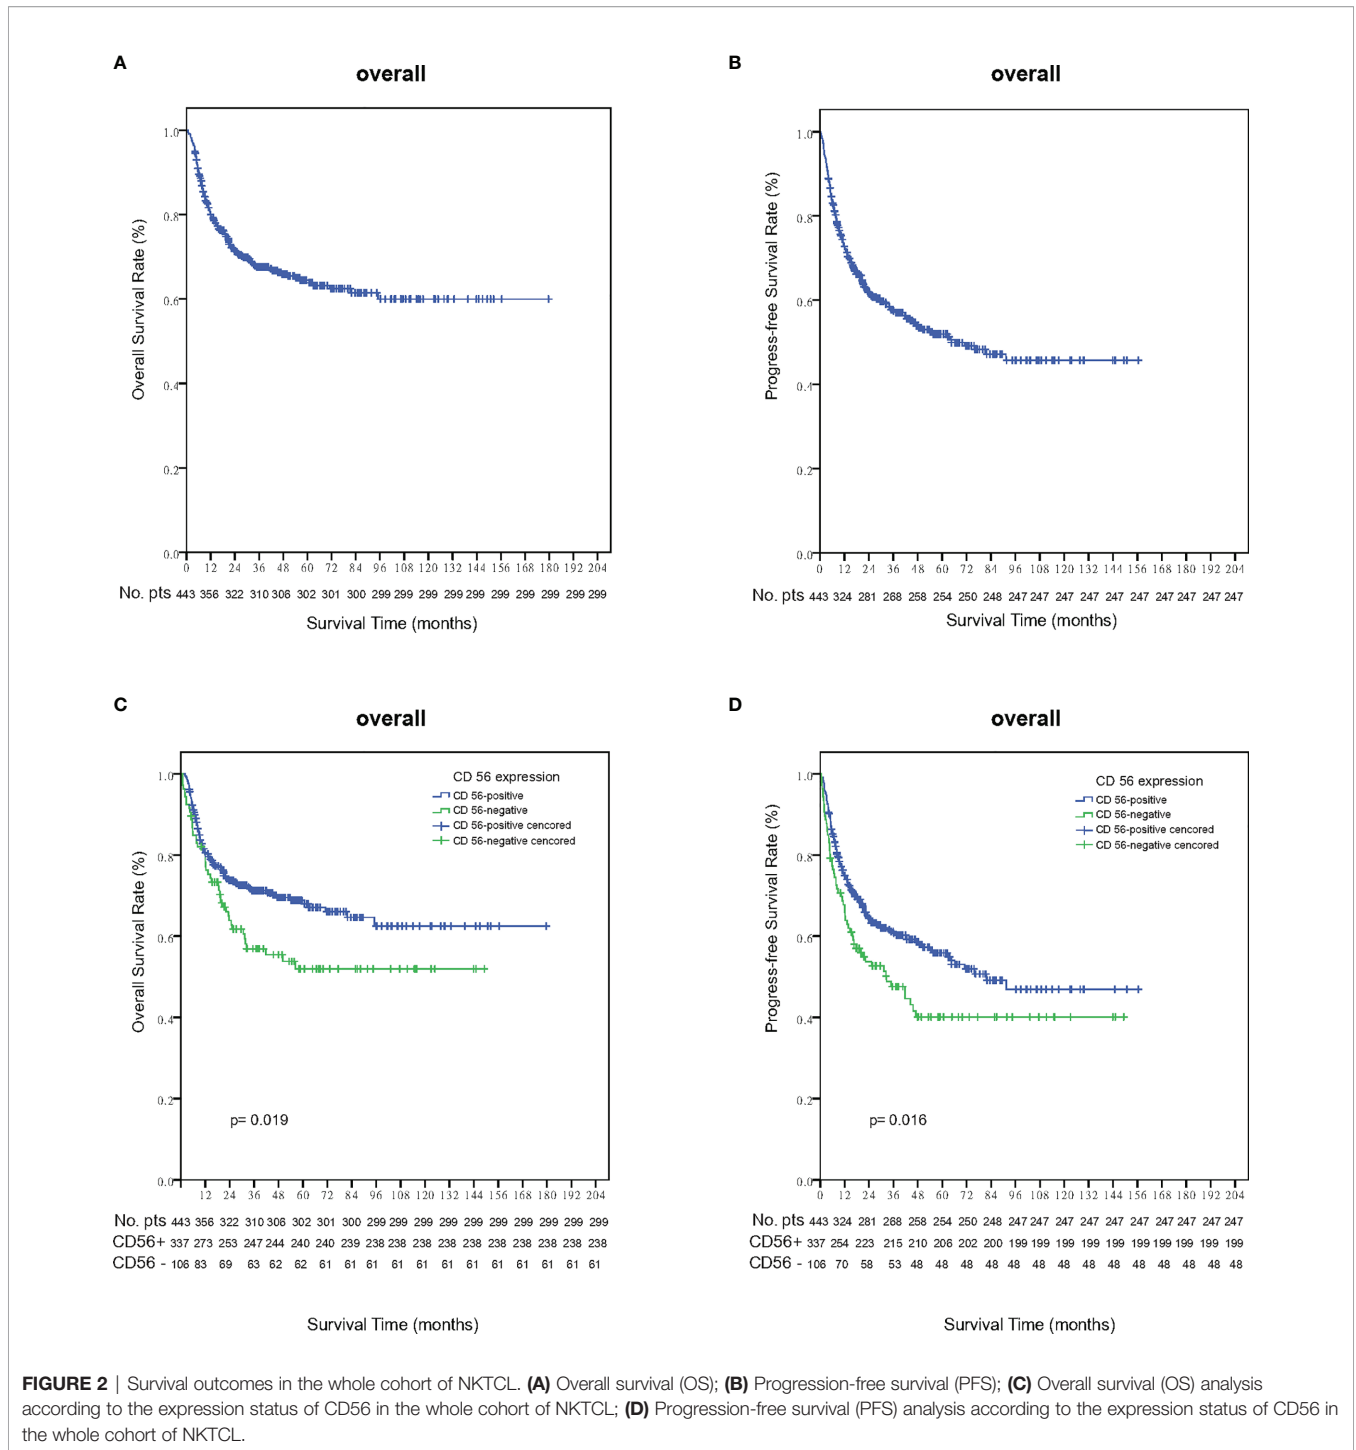 A
overall
Overall Survival Rate (%)
1.0
0.8
0.6
0.4
0.2
0.0
0 12 24 36 48 60 72 84 96 108 120 132 144 156 168 180 192 204
No. pts 443 356 322 310 306 302 301 300 299 299 299 299 299 299 299 299 299 299
Survival Time (months)
B
overall
Progress-free Survival Rate (%)
1.0
0.8
0.6
0.4
0.2
0.0
0 12 24 36 48 60 72 84 96 108 120 132 144 156 168 180 192 204
No. pts 443 324 281 268 258 254 250 248 247 247 247 247 247 247 247 247 247 247
Survival Time (months)
C
overall
Overall Survival Rate (%)
1.0
0.8
0.6
0.4
0.2
0.0
CD 56 expression
CD 56-positive
CD 56-negative
CD 56-positive cencored
CD 56-negative cencored
p= 0.019
12 24 36 48 60 72 84 96 108 120 132 144 156 168 180 192 204
No. pts 443 356 322 310 306 302 301 300 299 299 299 299 299 299 299 299 299 299
CD56+ 337 273 253 247 244 240 240 239 238 238 238 238 238 238 238 238 238 238
CD56 - 106 83 69 63 62 62 61 61 61 61 61 61 61 61 61 61 61 61
Survival Time (months)
D
overall
Progress-free Survival Rate (%)
1.0
0.8
0.6
0.4
0.2
0.0
CD 56 expression
CD 56-positive
CD 56-negative
CD 56-positive cencored
CD 56-negative cencored
p= 0.016
0 12 24 36 48 60 72 84 96 108 120 132 144 156 168 180 192 204
No. pts 443 324 281 268 258 254 250 248 247 247 247 247 247 247 247 247 247 247
CD56+ 337 254 223 215 210 206 202 200 199 199 199 199 199 199 199 199 199 199
CD56 - 106 70 58 53 48 48 48 48 48 48 48 48 48 48 48 48 48 48
Survival Time (months)
FIGURE 2 | Survival outcomes in the whole cohort of NKTCL. (A) Overall survival (OS); (B) Progression-free survival (PFS); (C) Overall survival (OS) analysis
according to the expression status of CD56 in the whole cohort of NKTCL; (D) Progression-free survival (PFS) analysis according to the expression status of CD56 in
the whole cohort of NKTCL.